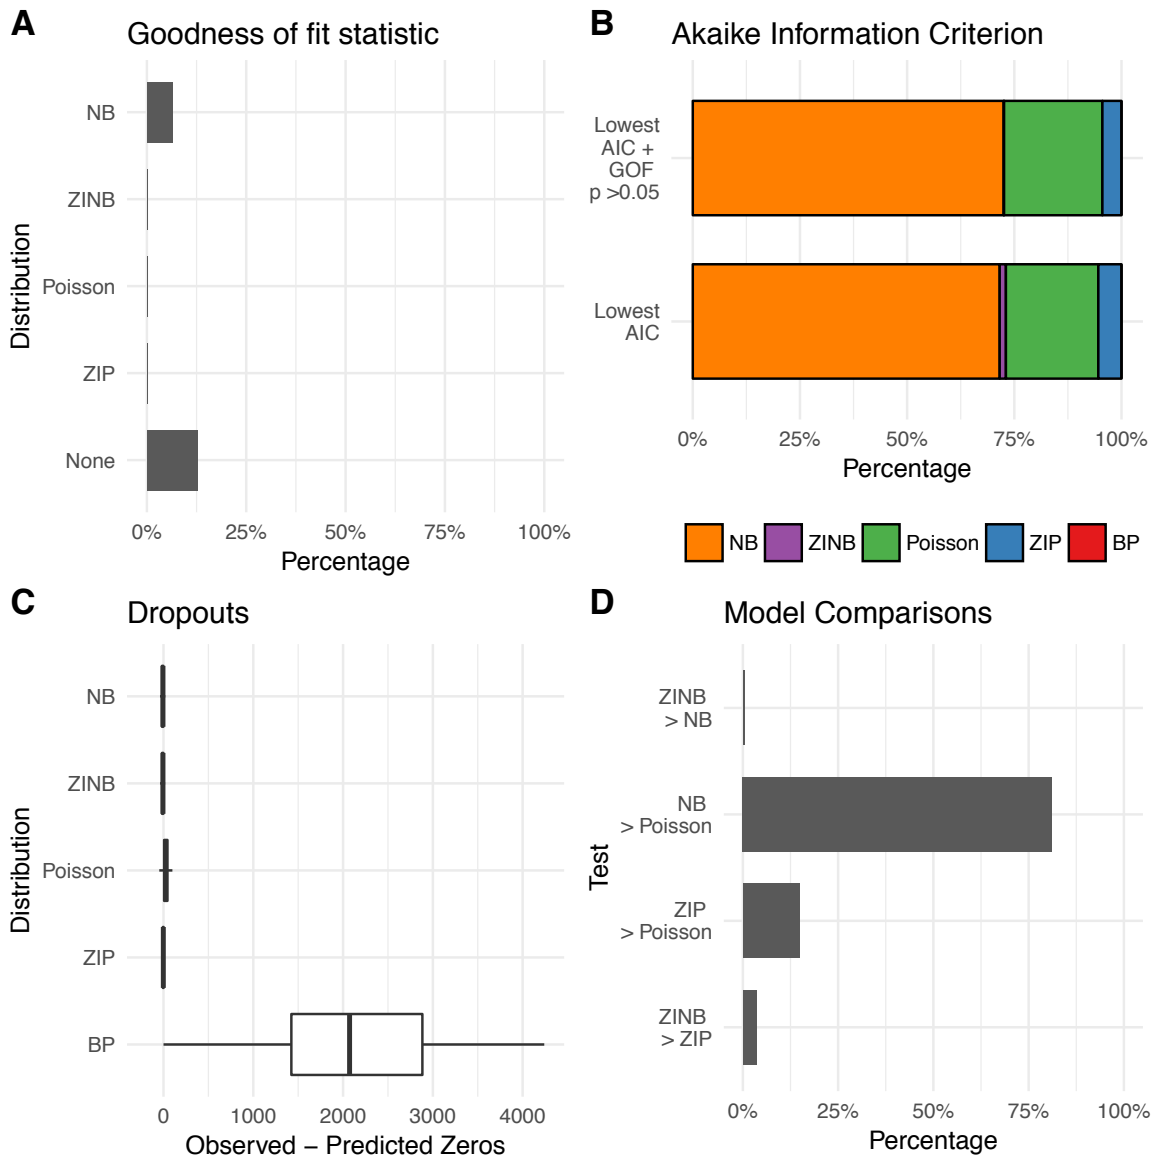 A
Goodness of fit statistic
Distribution
NB
ZINB
Poisson
ZIP
None
0% 25% 50% 75% 100%
Percentage
B
Akaike Information Criterion
Lowest
AIC +
GOF
p >0.05
Lowest
AIC
0% 25% 50% 75% 100%
Percentage
NB ZINB Poisson ZIP BP
C
Dropouts
Distribution
NB
ZINB
Poisson
ZIP
BP
0 1000 2000 3000 4000
Observed − Predicted Zeros
D
Model Comparisons
Test
ZINB
> NB
NB
> Poisson
ZIP
> Poisson
ZINB
> ZIP
0% 25% 50% 75% 100%
Percentage